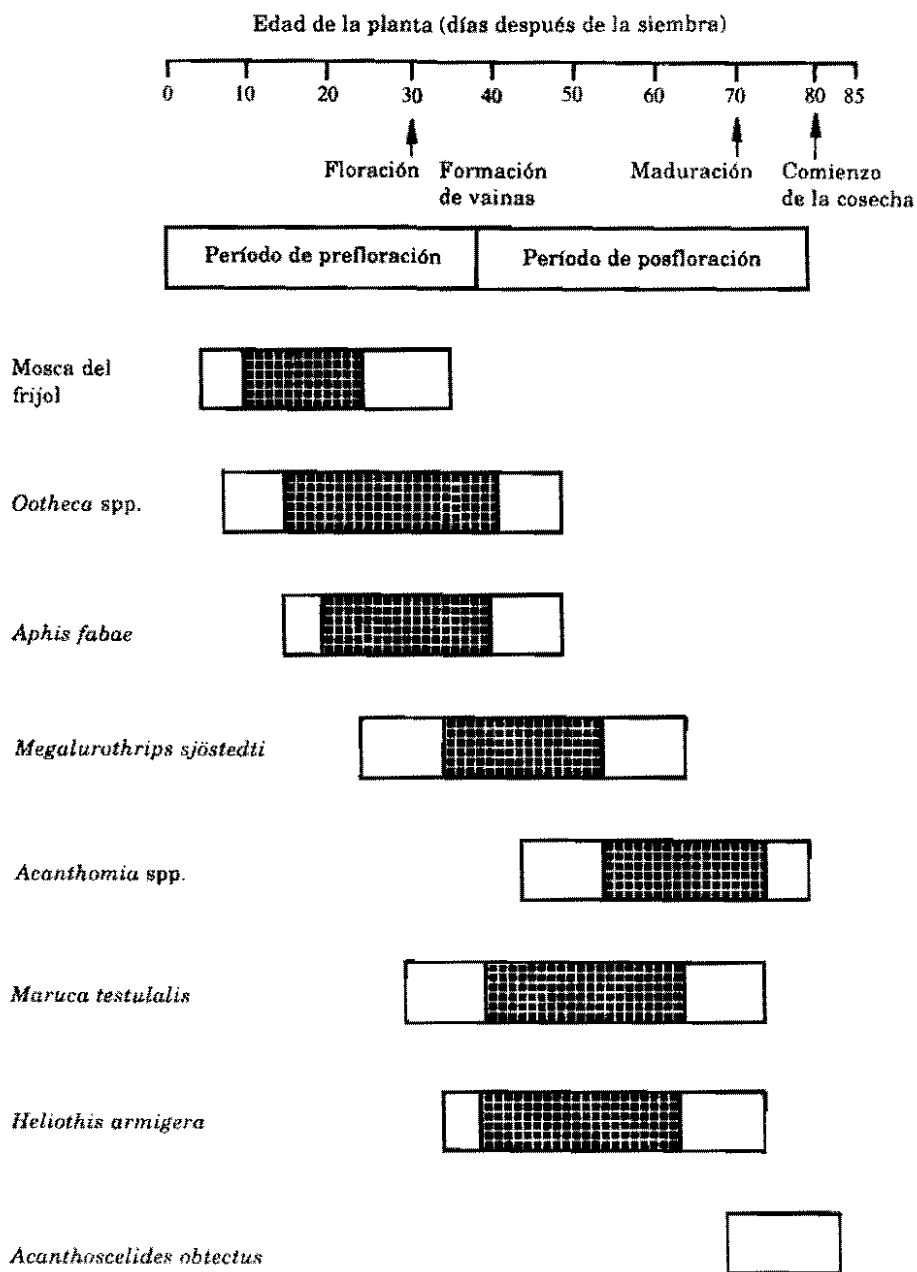 Edad de la planta (días después de la siembra)
0 10 20 30 40 50 60 70 80 85
Floración Formación Maduración Comienzo
de vainas de la cosecha
Período de prefloración Período de posfloración
Mosca del
frijol
Ootheca spp.
Aphis fabae
Megalurothrips sjöstedti
Acanthomia spp.
Maruca testulalis
Heliothis armigera
Acanthoscelides obtectus